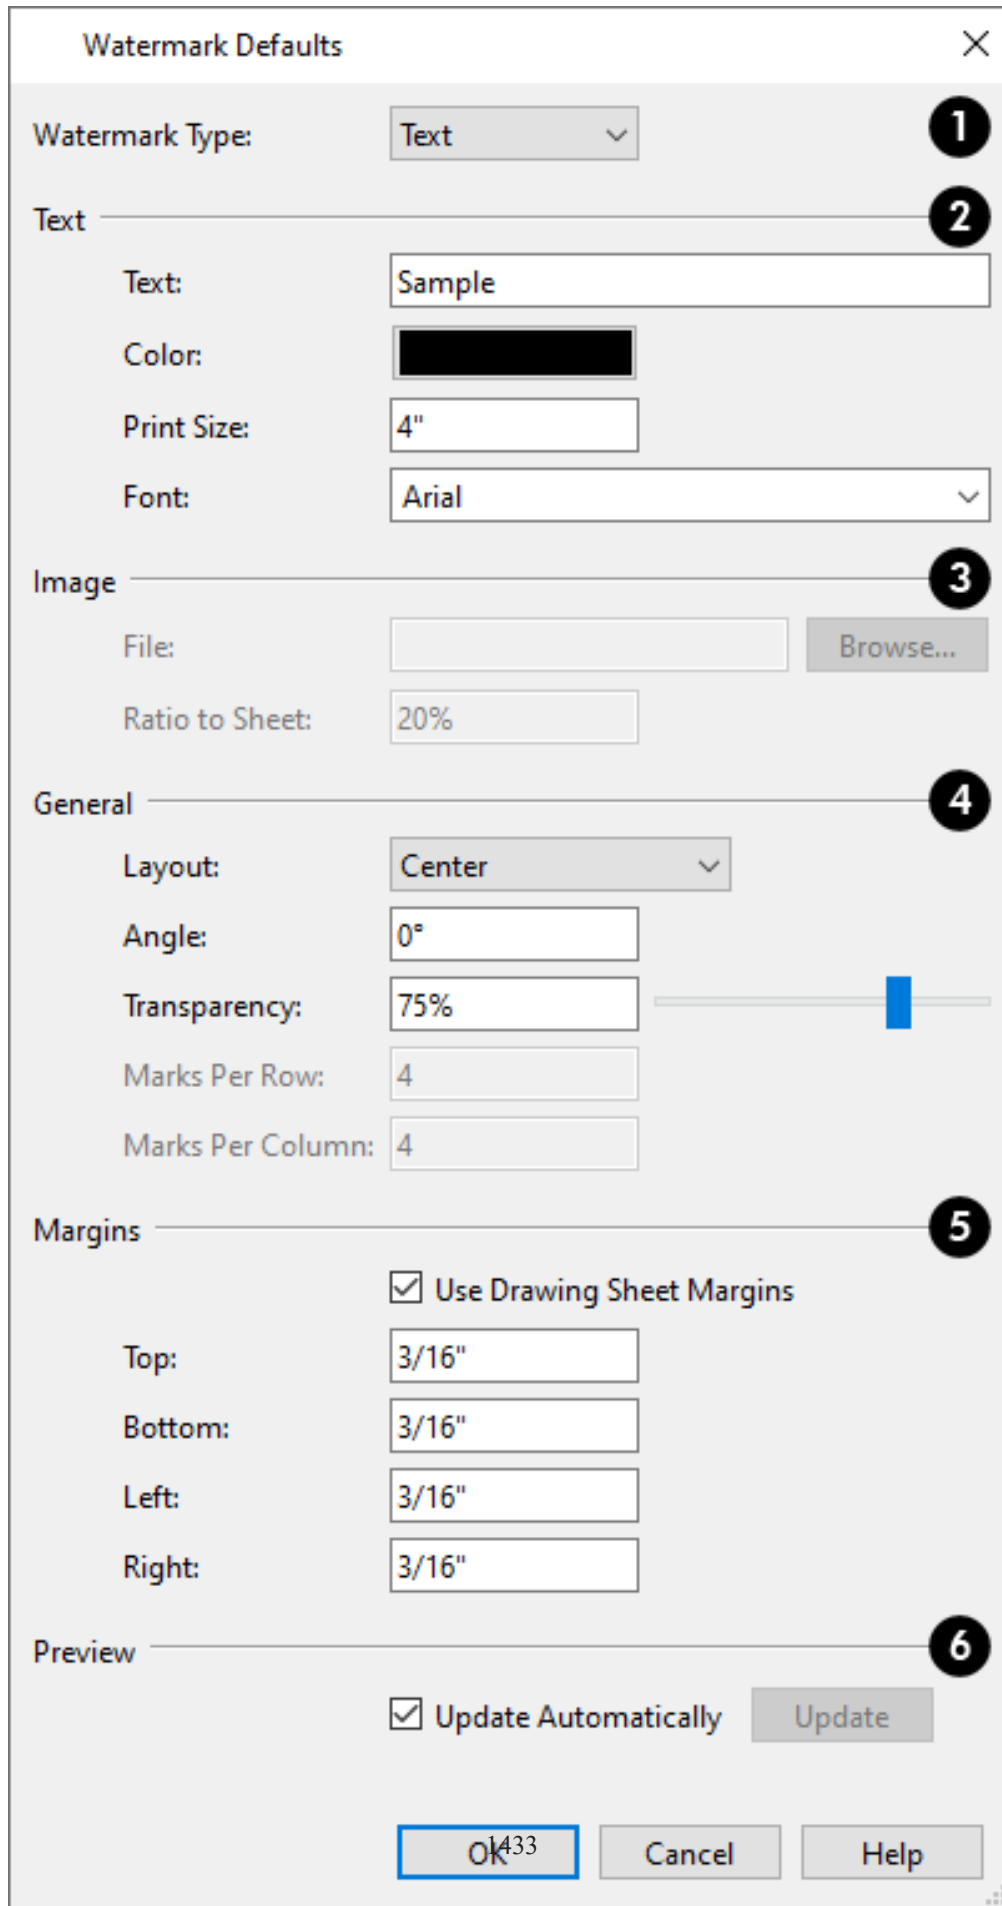 Watermark Defaults
Watermark Type: Text 1
Text 2
Text: Sample
Color:
Print Size: 4"
Font: Arial
Image 3
File: Browse...
Ratio to Sheet: 20%
General 4
Layout: Center
Angle: 0°
Transparency: 75%
Marks Per Row: 4
Marks Per Column: 4
Margins 5
Use Drawing Sheet Margins
Top: 3/16"
Bottom: 3/16"
Left: 3/16"
Right: 3/16"
Preview 6
Update Automatically Update
OK 1433 Cancel Help